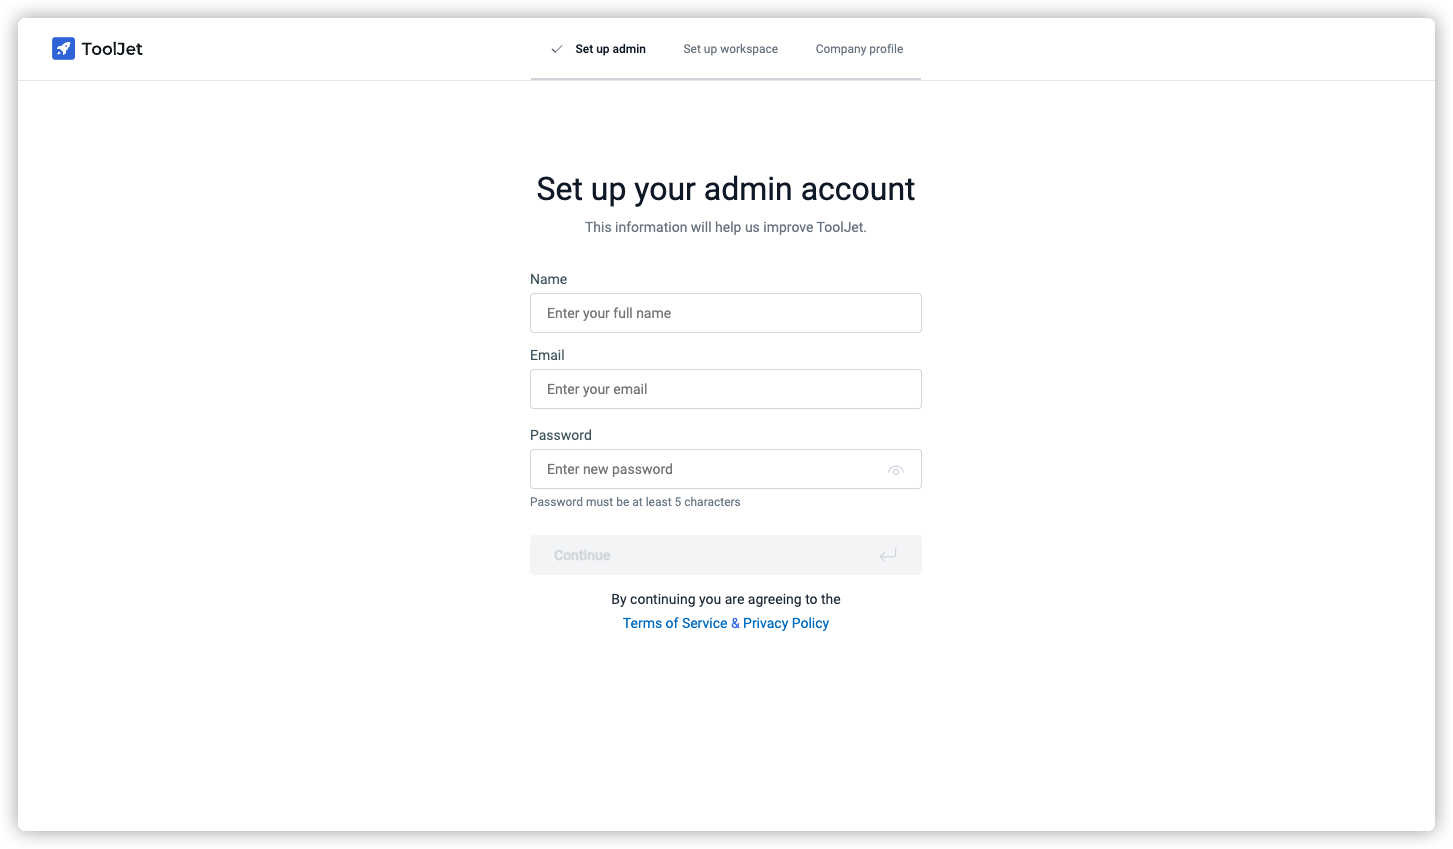 ToolJet
Set up admin
Set up workspace
Company profile
Set up your admin account
This information will help us improve ToolJet.
Name
Enter your full name
Email
Enter your email
Password
Enter new password
Password must be at least 5 characters
Continue
By continuing you are agreeing to the
Terms of Service & Privacy Policy